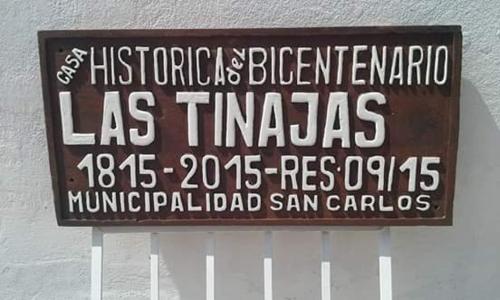 CASA HISTORICA del BICENTENARIO
LAS TINAJAS
1815-2015-RES·09/15
MUNICIPALIDAD SAN CARLOS